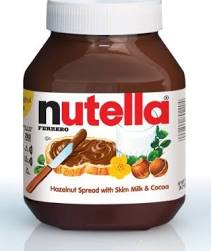 nutella
FERRERO
Hazelnut Spread with Skim Milk & Cocoa